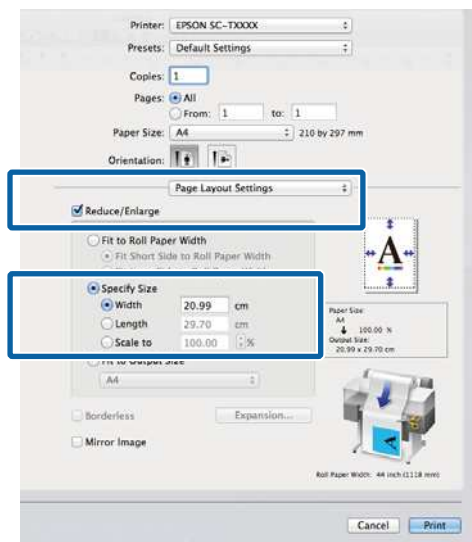 Printer: EPSON SC-TXXXX
Presets: Default Settings
Copies: 1
Pages: All
From: 1 to: 1
Paper Size: A4 210 by 297 mm
Orientation:
Page Layout Settings
Reduce/Enlarge
Fit to Roll Paper Width
Fit Short Side to Roll Paper Width
Specify Size
Width 20.99 cm
Length 29.70 cm
Scale to 100.00 %
Fit to Output Size
A4
Borderless Expansion...
Mirror Image
A
Paper Size:
A4
100.00 %
Output Size:
20.99 x 29.70 cm
A
Roll Paper Width: 44 inch (1118 mm)
Cancel Print